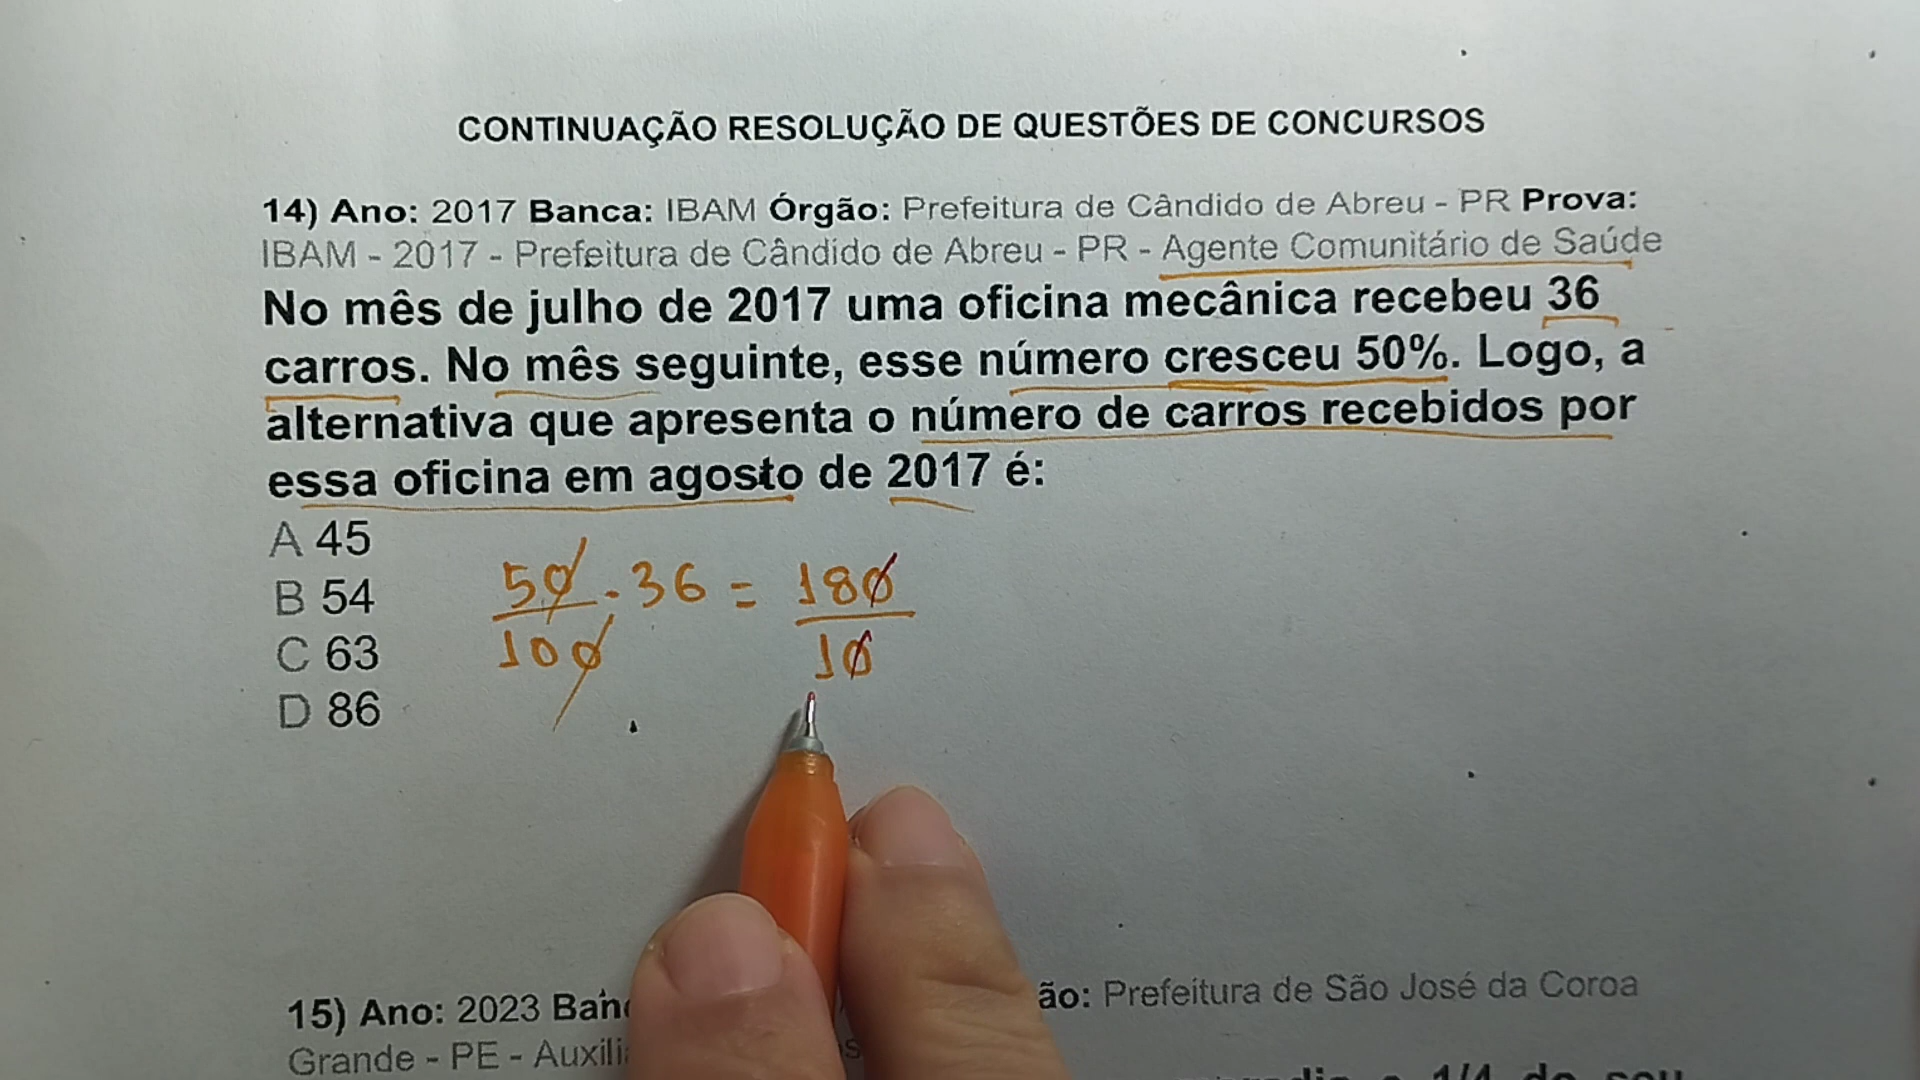 CONTINUAÇÃO RESOLUÇÃO DE QUESTÕES DE CONCURSOS
14) Ano: 2017 Banca: IBAM Órgão: Prefeitura de Cândido de Abreu - PR Prova:
IBAM - 2017 - Prefeitura de Cândido de Abreu - PR - Agente Comunitário de Saúde
No mês de julho de 2017 uma oficina mecânica recebeu 36
carros. No mês seguinte, esse número cresceu 50%. Logo, a
alternativa que apresenta o número de carros recebidos por
essa oficina em agosto de 2017 é:
A 45
B 54
C 63
D 86
50/100 . 36 = 180/10
15) Ano: 2023 Prefeitura de São José da Coroa
Grande - PE -
1/4 do seu